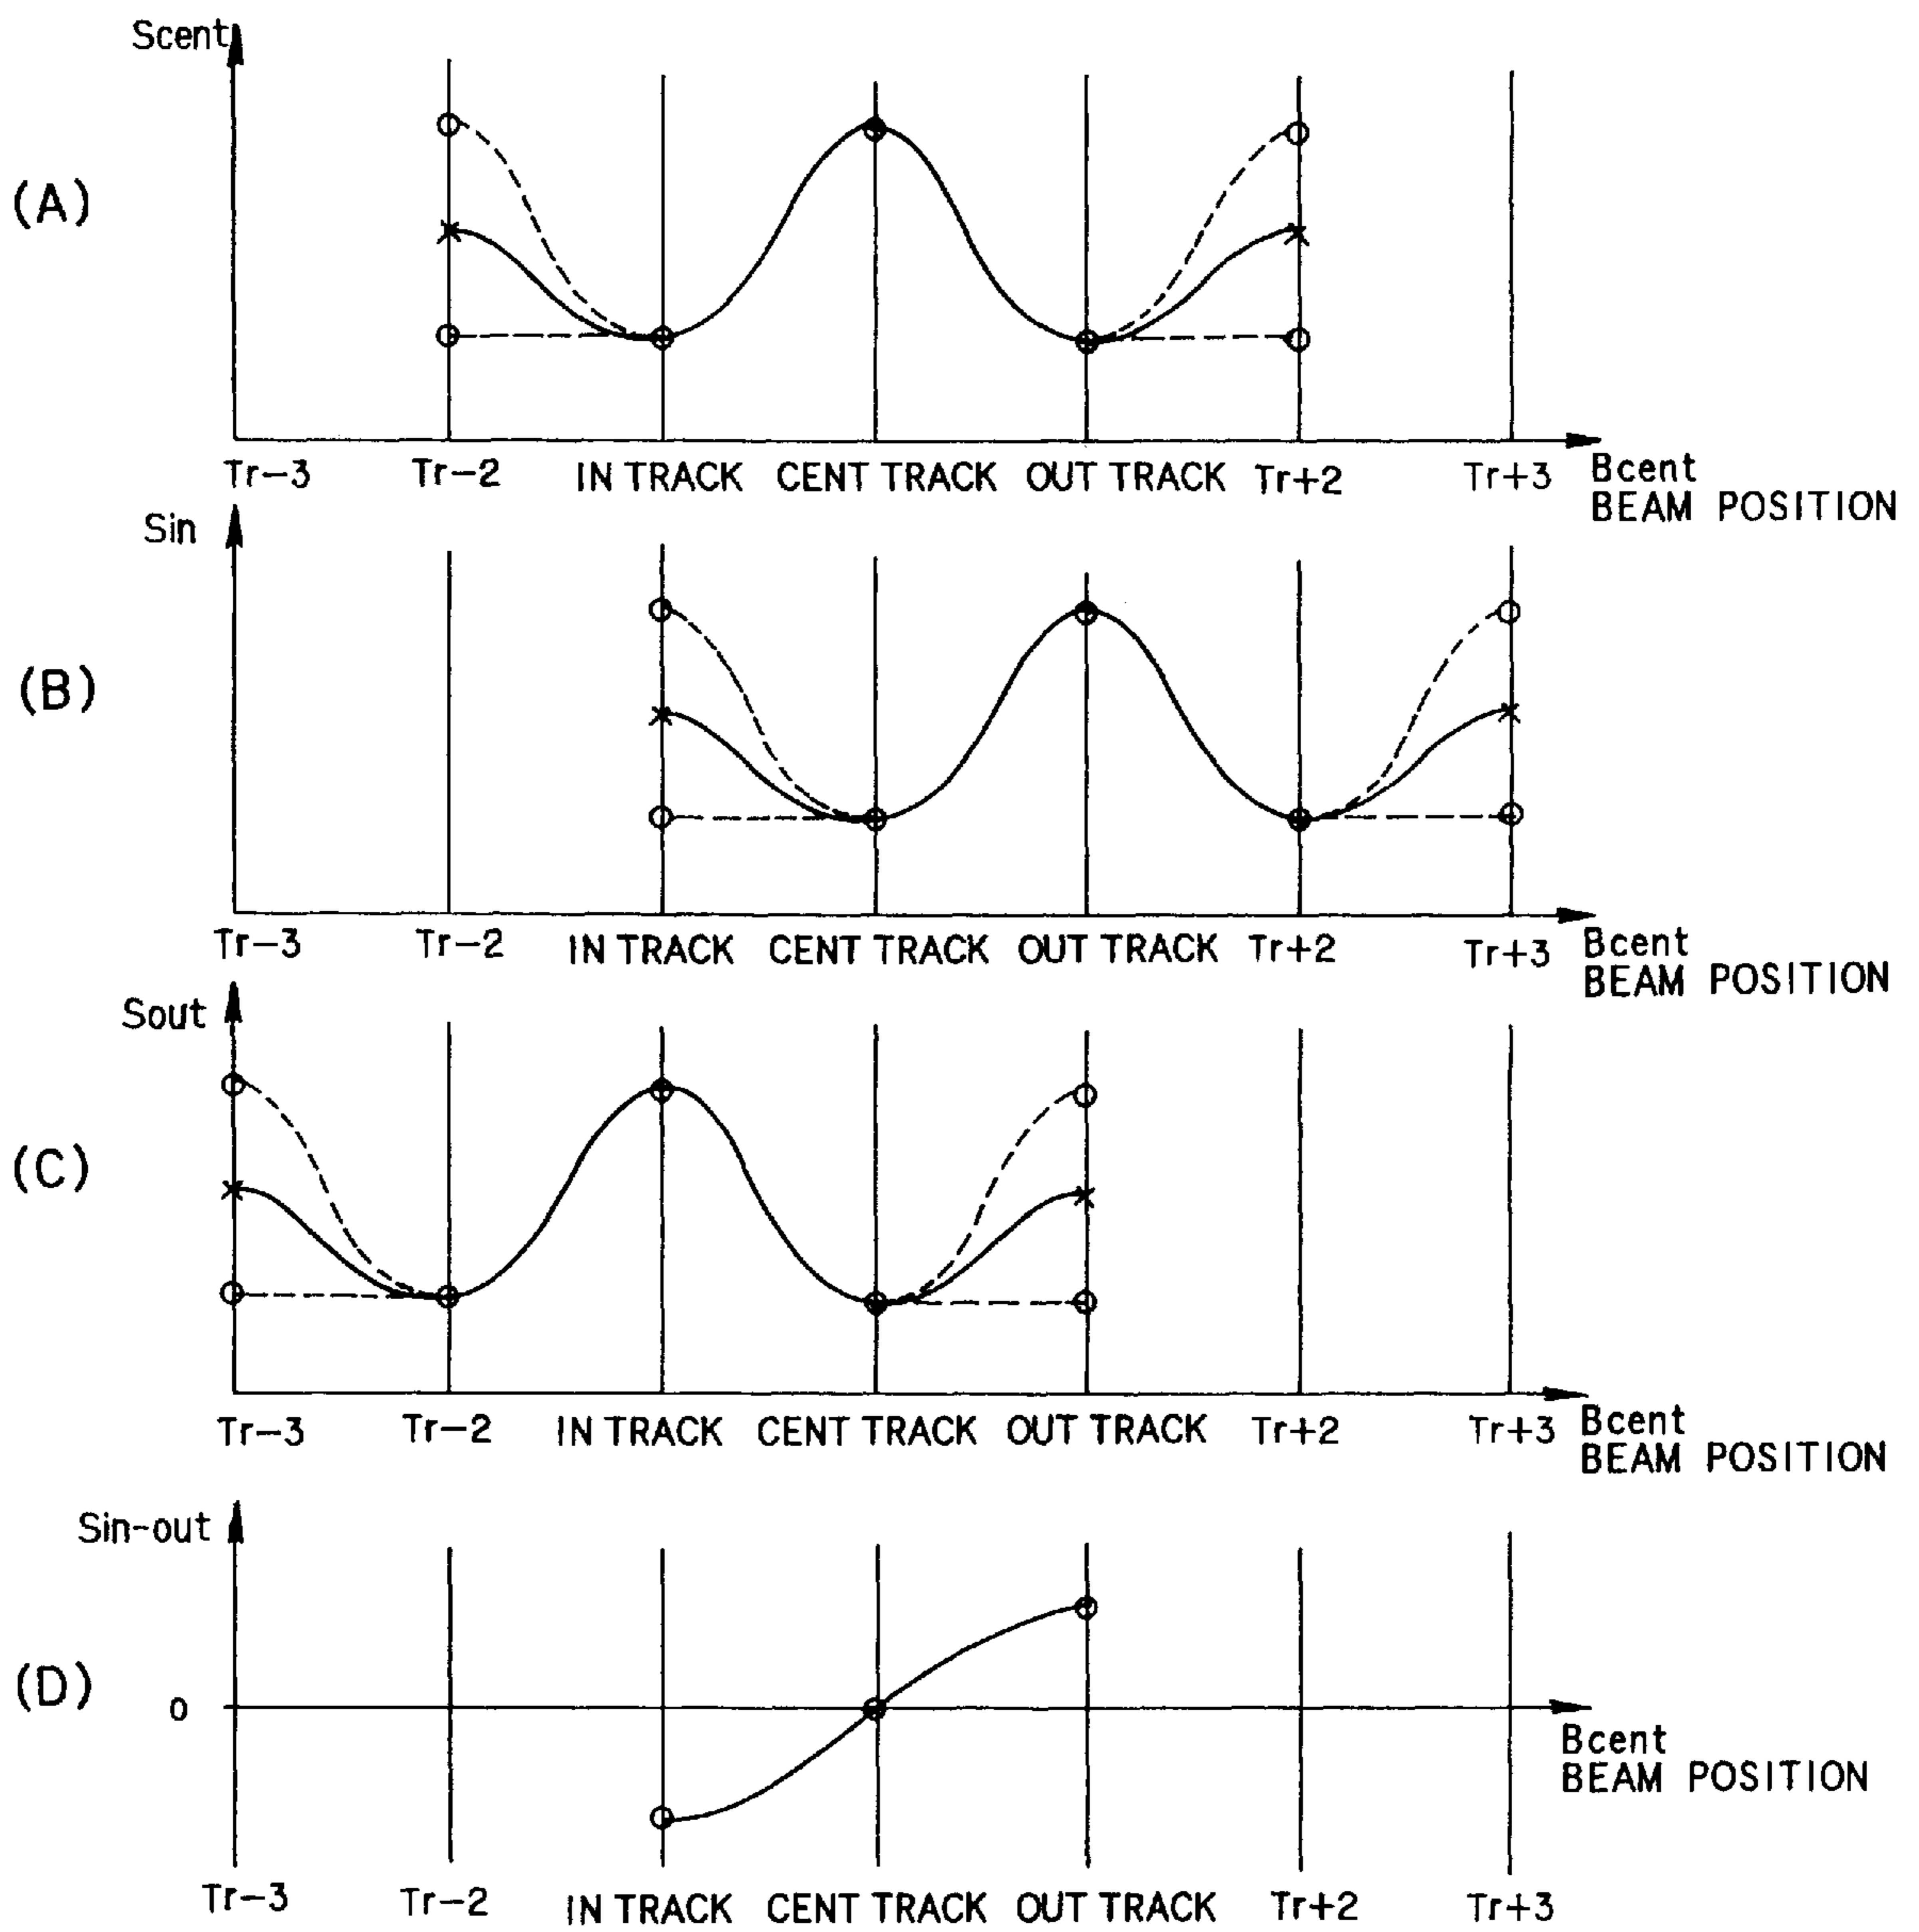 Scent
(A)
Tr-3 Tr-2 IN TRACK CENT TRACK OUT TRACK Tr+2 Tr+3 Bcent
BEAM POSITION
Sin
(B)
Tr-3 Tr-2 IN TRACK CENT TRACK OUT TRACK Tr+2 Tr+3 Bcent
BEAM POSITION
Sout
(C)
Tr-3 Tr-2 IN TRACK CENT TRACK OUT TRACK Tr+2 Tr+3 Bcent
BEAM POSITION
Sin-out
(D)
0
Bcent
BEAM POSITION
Tr-3 Tr-2 IN TRACK CENT TRACK OUT TRACK Tr+2 Tr+3